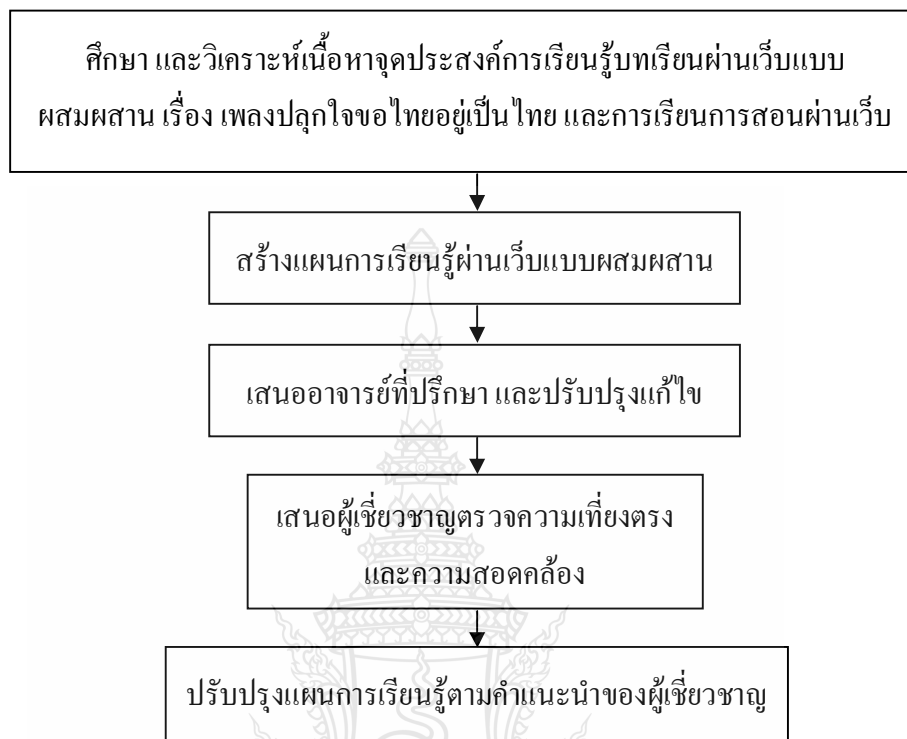 ศึกษา และวิเคราะห์เนื้อหาจุดประสงค์การเรียนรู้บทเรียนผ่านเว็บแบบ
ผสมผสาน เรื่อง เพลงปลุกใจขอไทยอยู่เป็นไทย และการเรียนการสอนผ่านเว็บ
สร้างแผนการเรียนรู้ผ่านเว็บแบบผสมผสาน
เสนออาจารย์ที่ปรึกษา และปรับปรุงแก้ไข
เสนอผู้เชี่ยวชาญตรวจความเที่ยงตรง
และความสอดคล้อง
ปรับปรุงแผนการเรียนรู้ตามคำแนะนำของผู้เชี่ยวชาญ